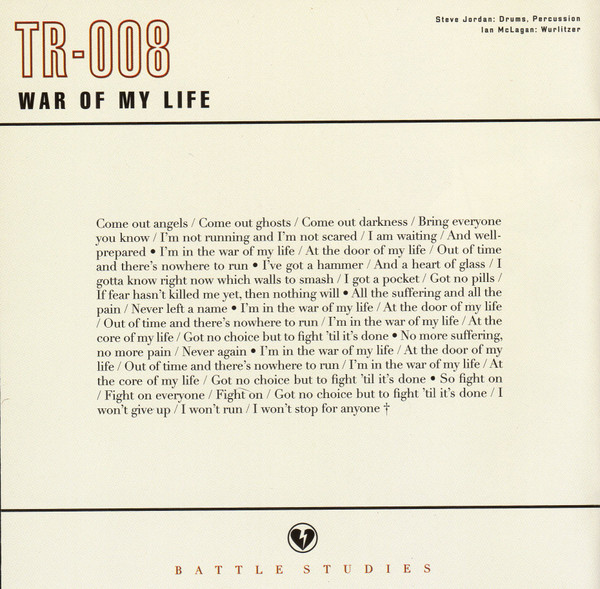 TR-008
WAR OF MY LIFE
Steve Jordan: Drums, Percussion
Ian McLagan: Wurlitzer
Come out angels / Come out ghosts / Come out darkness / Bring everyone
you know / I'm not running and I'm not scared / I am waiting / And well-
prepared • I'm in the war of my life / At the door of my life / Out of time
and there's nowhere to run • I've got a hammer / And a heart of glass / I
gotta know right now which walls to smash / I got a pocket / Got no pills /
If fear hasn't killed me yet, then nothing will • All the suffering and all the
pain / Never left a name • I'm in the war of my life / At the door of my life
/ Out of time and there's nowhere to run / I'm in the war of my life / At the
core of my life / Got no choice but to fight 'til it's done • No more suffering,
no more pain / Never again • I'm in the war of my life / At the door of my
life / Out of time and there's nowhere to run / I'm in the war of my life / At
the core of my life / Got no choice but to fight 'til it's done • So fight on
/ Fight on everyone / Fight on / Got no choice but to fight 'til it's done / I
won't give up / I won't run / I won't stop for anyone †
BATTLE STUDIES